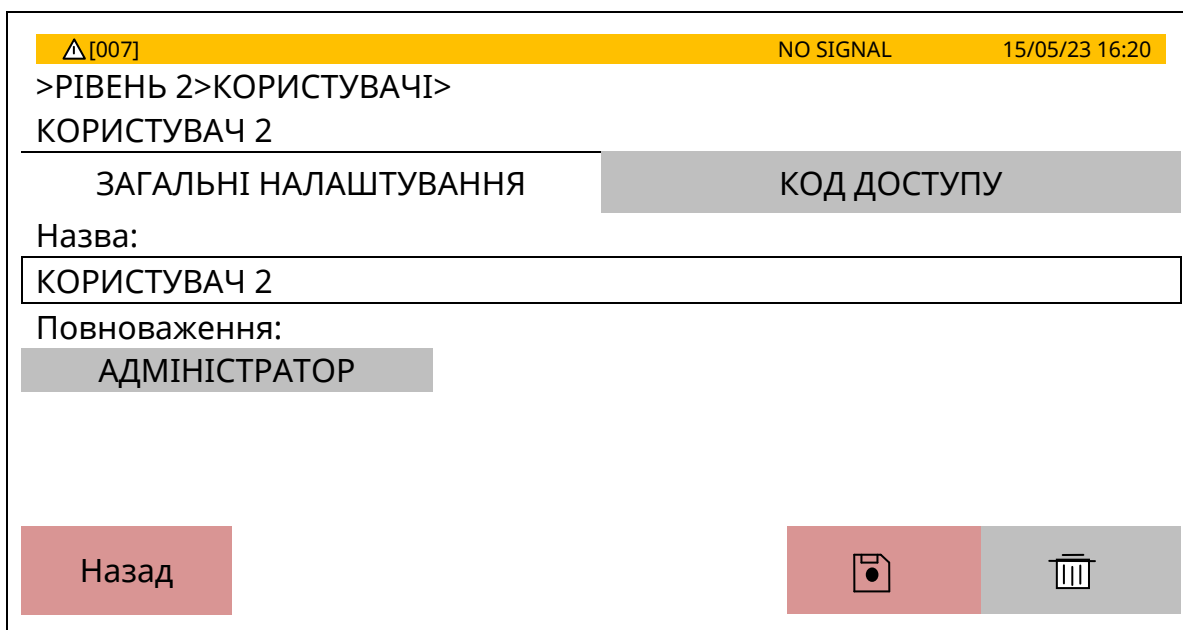 [007] NO SIGNAL 15/05/23 16:20
>РІВЕНЬ 2>КОРИСТУВАЧІ>
КОРИСТУВАЧ 2
ЗАГАЛЬНІ НАЛАШТУВАННЯ КОД ДОСТУПУ
Назва:
КОРИСТУВАЧ 2
Повноваження:
АДМІНІСТРАТОР
Назад